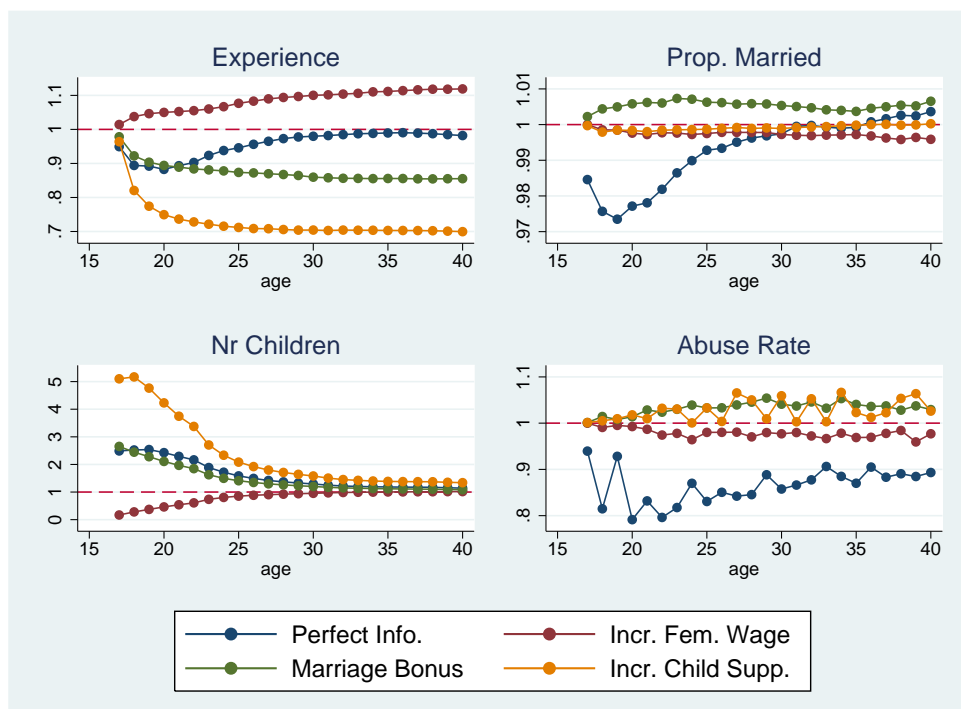 Experience
Prop. Married
.7 .8 .9 1 1.1
15 20 25 30 35 40
age
.97 .98 .99 1 1.01
15 20 25 30 35 40
age
Nr Children
Abuse Rate
0 1 2 3 4 5
15 20 25 30 35 40
age
.8 .9 1 1.1
15 20 25 30 35 40
age
Perfect Info.
Incr. Fem. Wage
Marriage Bonus
Incr. Child Supp.